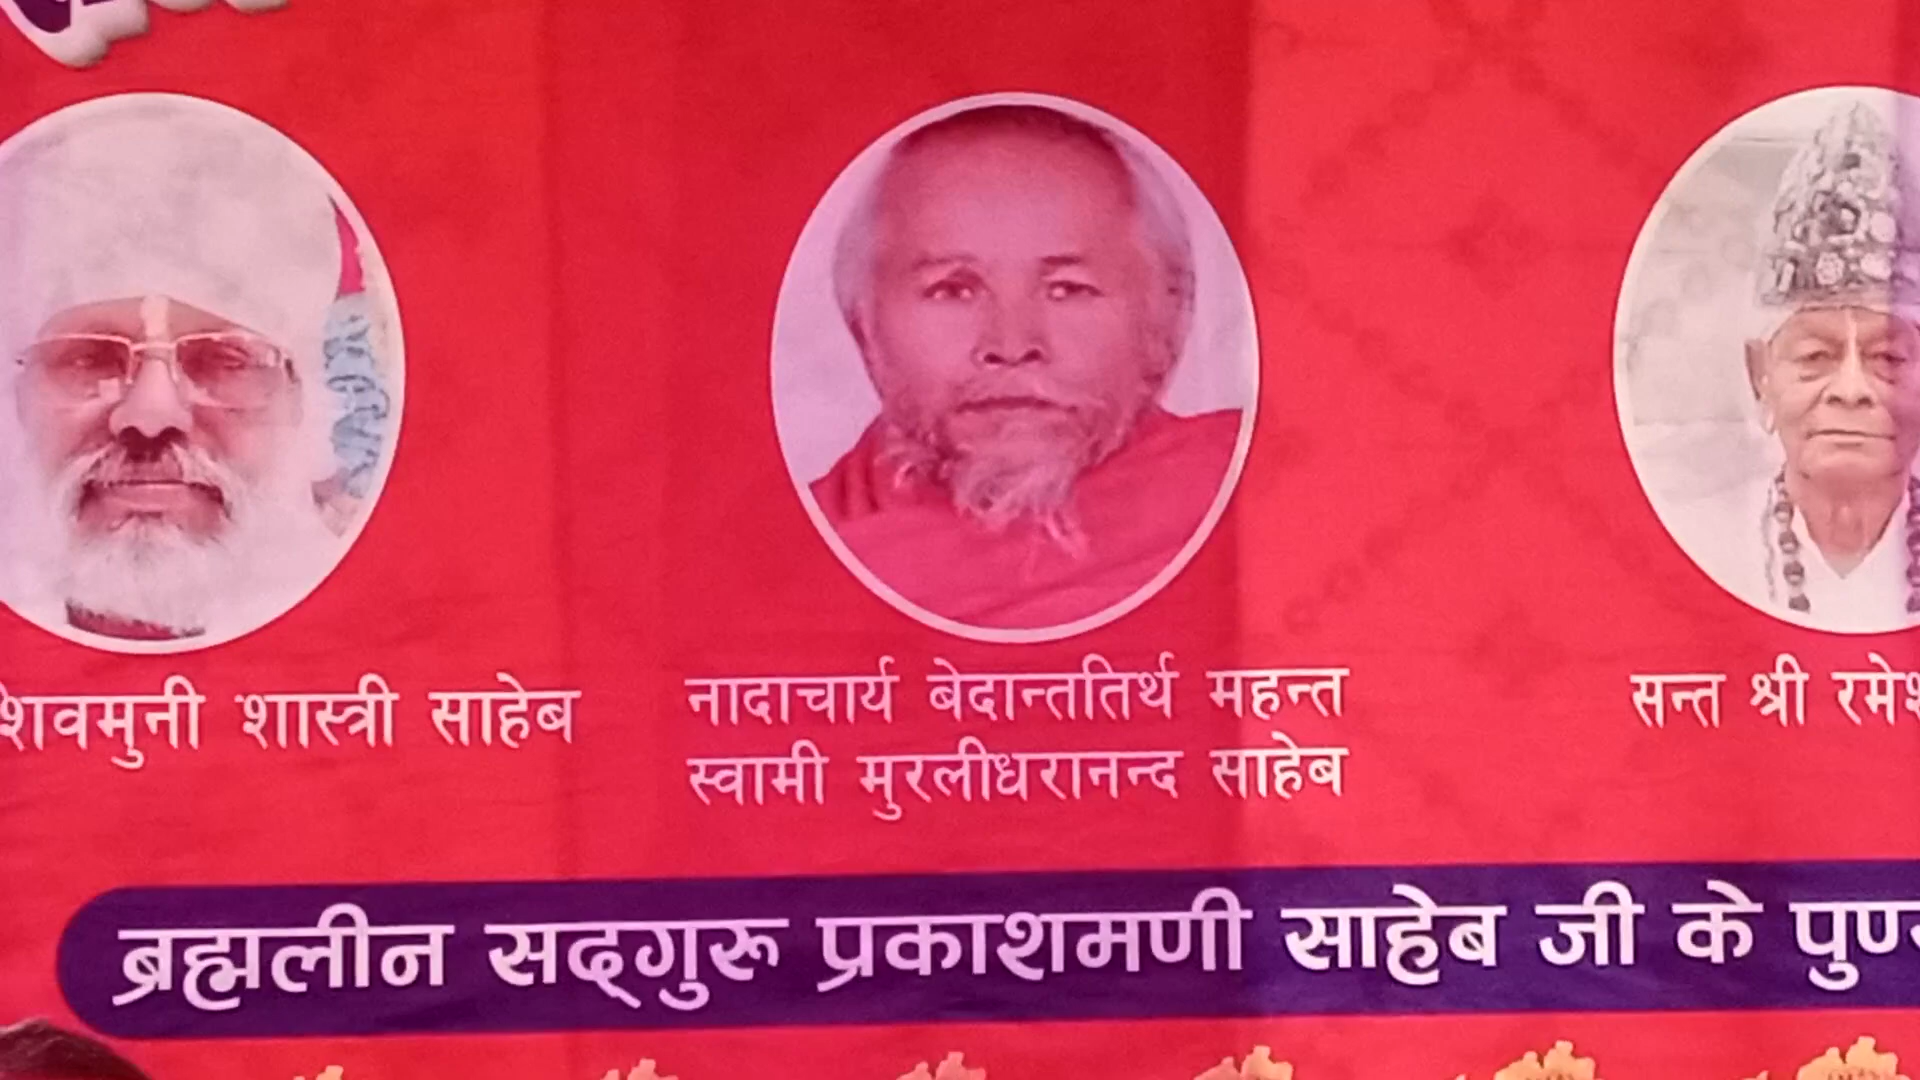 शिवमुनी शास्त्री साहेब
नादाचार्य बेदान्ततिर्थ महन्त
स्वामी मुरलीधरानन्द साहेब
सन्त श्री
ब्रह्मलीन सद्‌गुरू प्रकाशमणी साहेब जी के